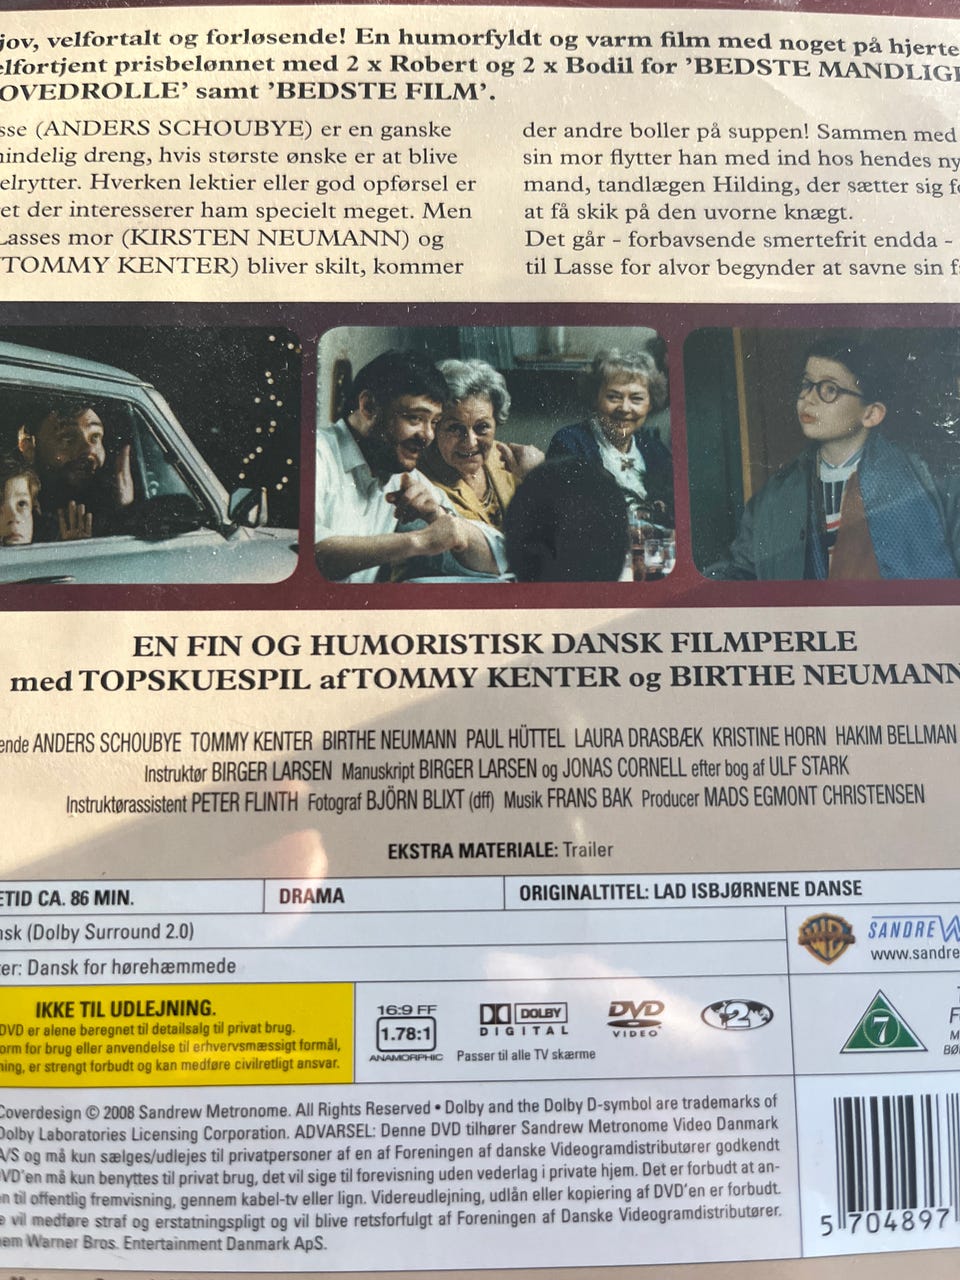 jov, velfortalt og forløsende! En humorfyldt og varm film med noget på hjerte
elfortjent prisbelønnet med 2 x Robert og 2 x Bodil for 'BEDSTE MANDLIGE
OVEDROLLE' samt 'BEDSTE FILM'.
sse (ANDERS SCHOUBYE) er en ganske
nindelig dreng, hvis største ønske er at blive
elrytter. Hverken lektier eller god opførsel er
et der interesserer ham specielt meget. Men
Lasses mor (KIRSTEN NEUMANN) og
TOMMY KENTER) bliver skilt, kommer
der andre boller på suppen! Sammen med
sin mor flytter han med ind hos hendes ny
mand, tandlægen Hilding, der sætter sig fo
at få skik på den uvorne knægt.
Det går - forbavsende smertefrit endda -
til Lasse for alvor begynder at savne sin f
EN FIN OG HUMORISTISK DANSK FILMPERLE
med TOPSKUESPIL af TOMMY KENTER og BIRTHE NEUMANN
ende ANDERS SCHOUBYE TOMMY KENTER BIRTHE NEUMANN PAUL HÜTTEL LAURA DRASBÆK KRISTINE HORN HAKIM BELLMAN
Instruktør BIRGER LARSEN Manuskript BIRGER LARSEN og JONAS CORNELL efter bog af ULF STARK
Instruktørassistent PETER FLINTH Fotograf BJÖRN BLIXT (dff) Musik FRANS BAK Producer MADS EGMONT CHRISTENSEN
EKSTRA MATERIALE: Trailer
ETID CA. 86 MIN.
DRAMA
ORIGINALTITEL: LAD ISBJØRNENE DANSE
nsk (Dolby Surround 2.0)
er: Dansk for hørehæmmede
WB
SANDREW
www.sandre
IKKE TIL UDLEJNING.
DVD er alene beregnet til detailsalg til privat brug.
orm for brug eller anvendelse til erhvervsmæssigt formål,
ning, er strengt forbudt og kan medføre civilretligt ansvar.
16:9 FF
1.78:1
ANAMORPHIC
DOLBY
DIGITAL
Passer til alle TV skærme
DVD
VIDEO
2
7
Coverdesign © 2008 Sandrew Metronome. All Rights Reserved • Dolby and the Dolby D-symbol are trademarks of
Dolby Laboratories Licensing Corporation. ADVARSEL: Denne DVD tilhører Sandrew Metronome Video Danmark
A/S og må kun sælges/udlejes til privatpersoner af en af Foreningen af danske Videogramdistributører godkendt
VD'en må kun benyttes til privat brug, det vil sige til forevisning uden vederlag i private hjem. Det er forbudt at an-
n til offentlig fremvisning, gennem kabel-tv eller lign. Videreudlejning, udlån eller kopiering af DVD'en er forbudt.
e vil medføre straf og erstatningspligt og vil blive retsforfulgt af Foreningen af Danske Videogramdistributører.
nem Warner Bros. Entertainment Danmark ApS.
5 704897